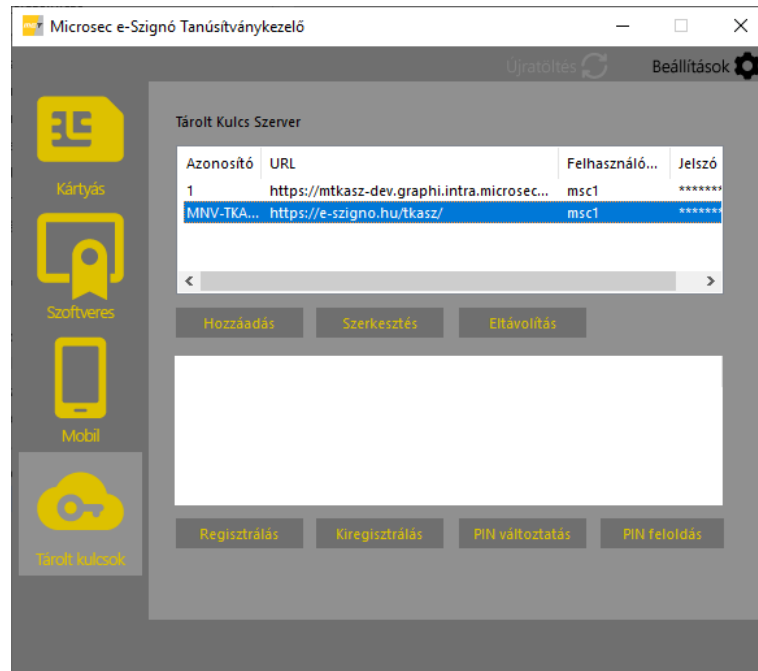 Microsec e-Szignó Tanúsítványkezelő
Újratöltés Beállítások
Kártyás
Szoftveres
Mobil
Tárolt kulcsok
Tárolt Kulcs Szerver
Azonosító URL Felhasználó... Jelszó
1 https://mtkasz-dev.graphi.intra.microsec... msc1 *******
MNV-TKA... https://e-szigno.hu/tkasz/ msc1 *******
Hozzáadás Szerkesztés Eltávolítás
Regisztrálás Kiregisztrálás PIN változtatás PIN feloldás